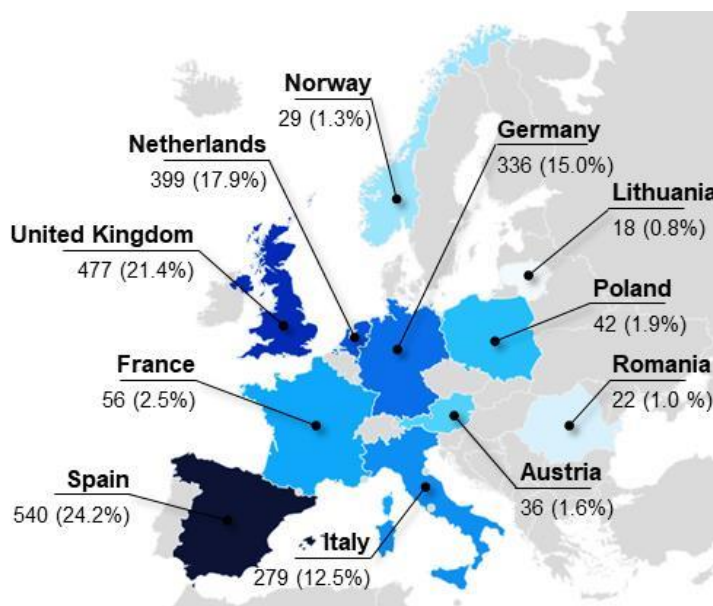 Norway
29 (1.3%)
Germany
336 (15.0%)
Netherlands
399 (17.9%)
Lithuania
18 (0.8%)
United Kingdom
477 (21.4%)
Poland
42 (1.9%)
France
56 (2.5%)
Romania
22 (1.0 %)
Spain
540 (24.2%)
Austria
36 (1.6%)
Italy
279 (12.5%)